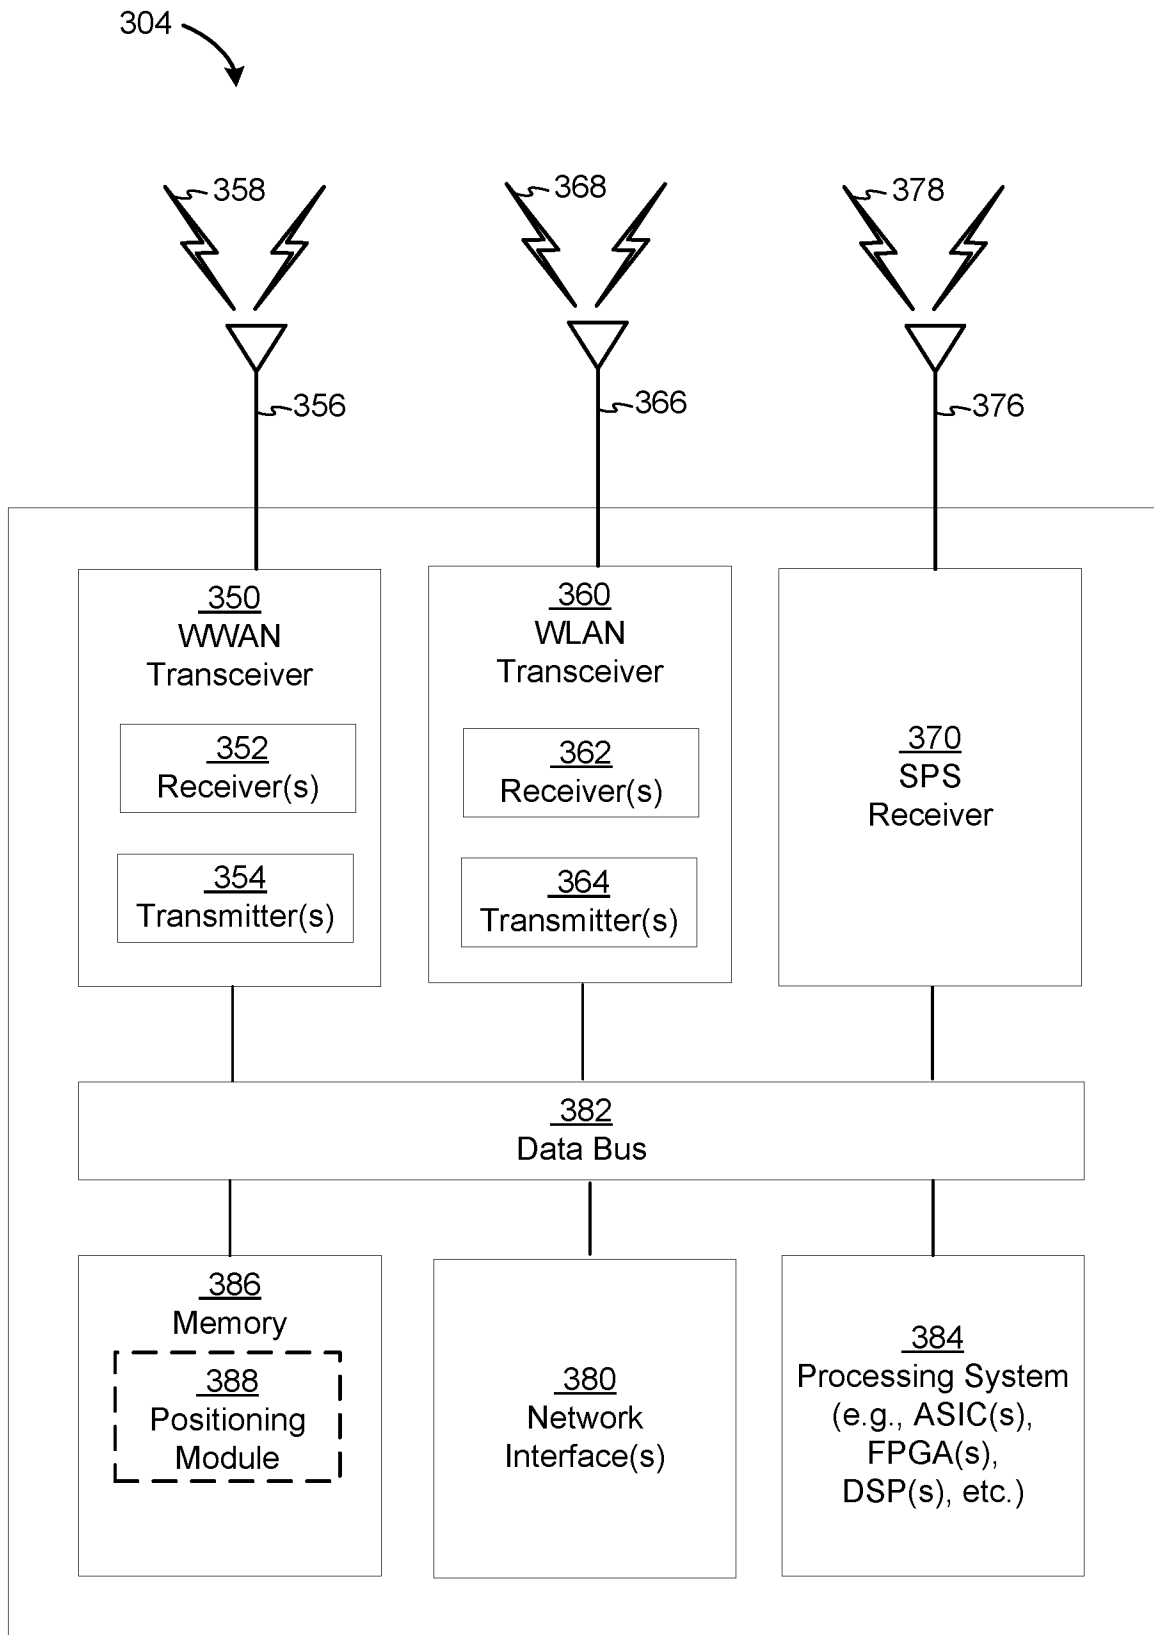 304
358
368
378
356
366
376
350
WWAN
Transceiver
352
Receiver(s)
354
Transmitter(s)
360
WLAN
Transceiver
362
Receiver(s)
364
Transmitter(s)
370
SPS
Receiver
382
Data Bus
386
Memory
388
Positioning
Module
380
Network
Interface(s)
384
Processing System
(e.g., ASIC(s),
FPGA(s),
DSP(s), etc.)